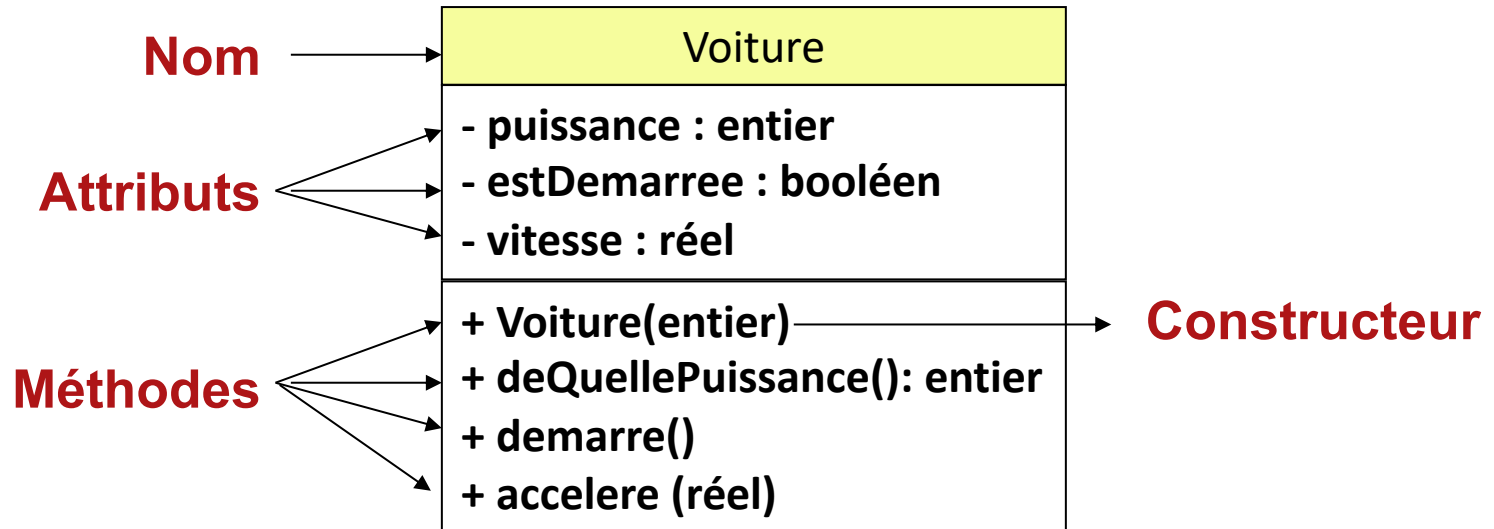 Nom
Voiture
Attributs
- puissance : entier
- estDemarree : booléen
- vitesse : réel
Méthodes
+ Voiture(entier)
+ deQuellePuissance(): entier
+ demarre()
+ accelere (réel)
Constructeur